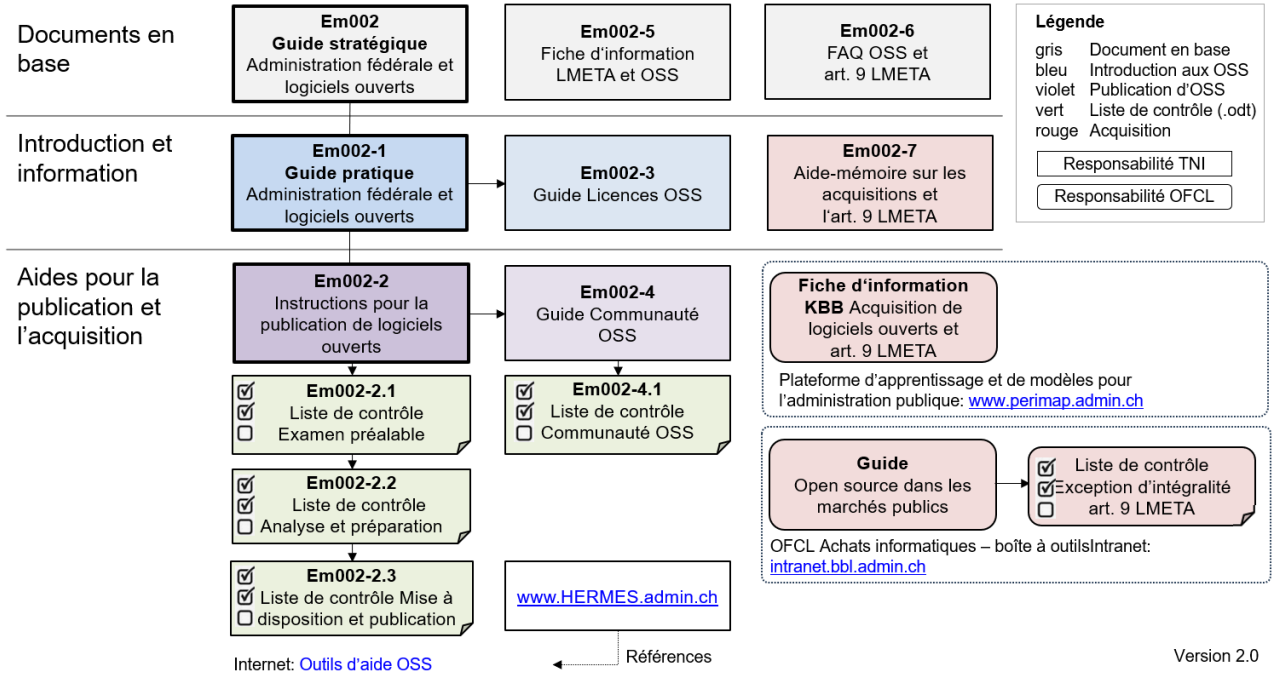 Documents en
base
Em002
Guide stratégique
Administration fédérale et
logiciels ouverts
Em002-5
Fiche d‘information
LMETA et OSS
Em002-6
FAQ OSS et
art. 9 LMETA
Légende
gris Document en base
bleu Introduction aux OSS
violet Publication d’OSS
vert Liste de contrôle (.odt)
rouge Acquisition
Responsabilité TNI
Responsabilité OFCL
Introduction et
information
Em002-1
Guide pratique
Administration fédérale et
logiciels ouverts
Em002-3
Guide Licences OSS
Em002-7
Aide-mémoire sur les
acquisitions et
l‘art. 9 LMETA
Aides pour la
publication et
l’acquisition
Em002-2
Instructions pour la
publication de logiciels
ouverts
Em002-4
Guide Communauté
OSS
Fiche d‘information
KBB Acquisition de
logiciels ouverts et
art. 9 LMETA
Plateforme d’apprentissage et de modèles pour
l’administration publique: www.perimap.admin.ch
Em002-2.1
Liste de contrôle
Examen préalable
Em002-4.1
Liste de contrôle
Communauté OSS
Em002-2.2
Liste de contrôle
Analyse et préparation
Guide
Open source dans les
marchés publics
Liste de contrôle
Exception d’intégralité
art. 9 LMETA
OFCL Achats informatiques – boîte à outilsIntranet:
intranet.bbl.admin.ch
Em002-2.3
Liste de contrôle Mise à
disposition et publication
www.HERMES.admin.ch
Références
Internet: Outils d’aide OSS
Version 2.0